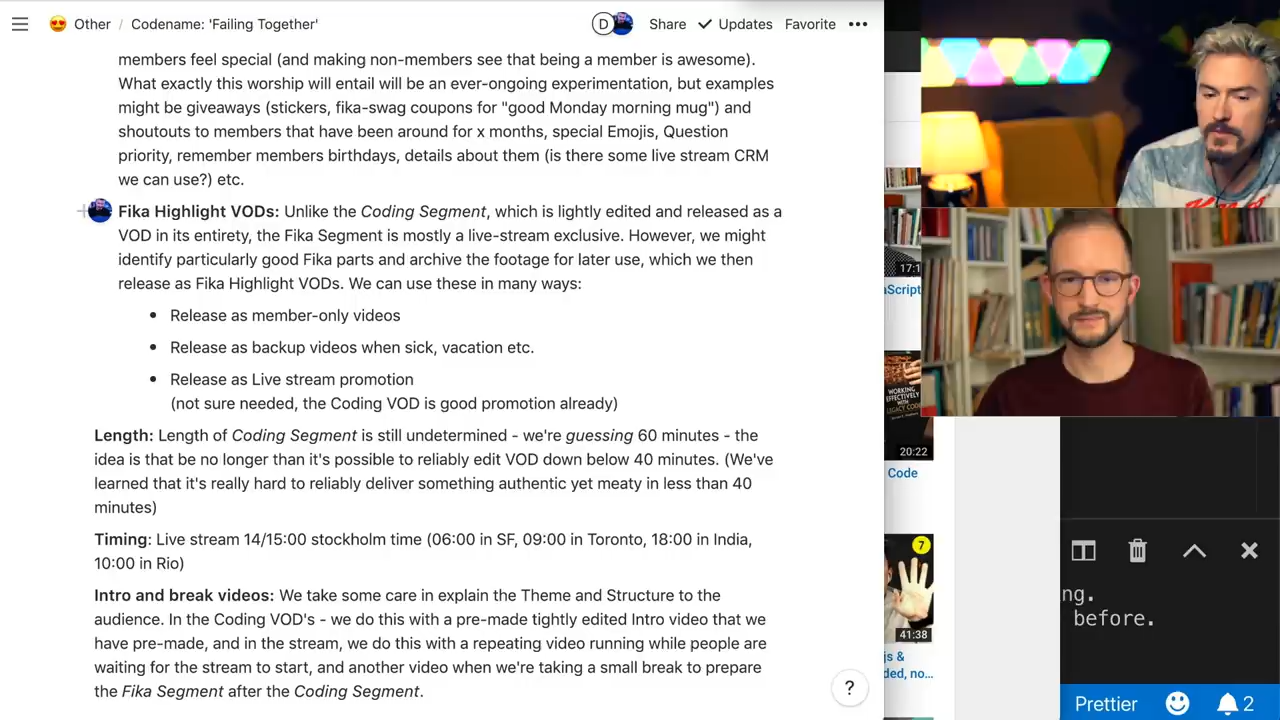 Other / Codename: 'Failing Together'
D Share Updates Favorite
members feel special (and making non-members see that being a member is awesome).
What exactly this worship will entail will be an ever-ongoing experimentation, but examples
might be giveaways (stickers, fika-swag coupons for "good Monday morning mug") and
shoutouts to members that have been around for x months, special Emojis, Question
priority, remember members birthdays, details about them (is there some live stream CRM
we can use?) etc.
Fika Highlight VODs: Unlike the Coding Segment, which is lightly edited and released as a
VOD in its entirety, the Fika Segment is mostly a live-stream exclusive. However, we might
identify particularly good Fika parts and archive the footage for later use, which we then
release as Fika Highlight VODs. We can use these in many ways:
Release as member-only videos
Release as backup videos when sick, vacation etc.
Release as Live stream promotion
(not sure needed, the Coding VOD is good promotion already)
Length: Length of Coding Segment is still undetermined - we're guessing 60 minutes - the
idea is that be no longer than it's possible to reliably edit VOD down below 40 minutes. (We've
learned that it's really hard to reliably deliver something authentic yet meaty in less than 40
minutes)
Timing: Live stream 14/15:00 stockholm time (06:00 in SF, 09:00 in Toronto, 18:00 in India,
10:00 in Rio)
Intro and break videos: We take some care in explain the Theme and Structure to the
audience. In the Coding VOD's - we do this with a pre-made tightly edited Intro video that we
have pre-made, and in the stream, we do this with a repeating video running while people are
waiting for the stream to start, and another video when we're taking a small break to prepare
the Fika Segment after the Coding Segment.
?
17:1
aScript
WORKING
EFFECTIVELY
WITH
LEGACY CODE
20:22
Code
7
41:38
js &
ded, no...
ng.
before.
Prettier
2